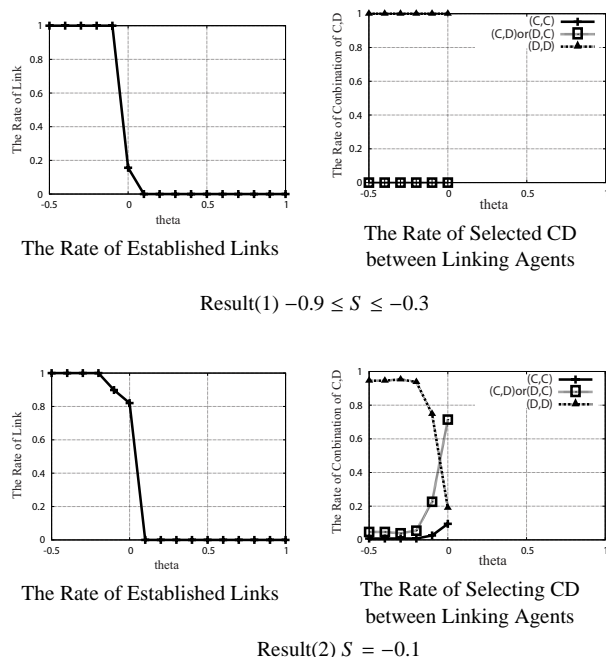 The Rate of Link
1
0.8
0.6
0.4
0.2
0
-0.5
0
0.5
1
theta
The Rate of Established Links
The Rate of Conbination of C,D
1
0.8
0.6
0.4
0.2
0
-0.5
0
0.5
1
theta
(C,C)
(C,D)or(D,C)
(D,D)
The Rate of Selected CD
between Linking Agents
Result(1) −0.9 ≤ S ≤ −0.3
The Rate of Link
1
0.8
0.6
0.4
0.2
0
-0.5
0
0.5
1
theta
The Rate of Established Links
The Rate of Combination of C,D
1
0.8
0.6
0.4
0.2
0
-0.5
0
0.5
1
theta
(C,C)
(C,D)or(D,C)
(D,D)
The Rate of Selecting CD
between Linking Agents
Result(2) S = −0.1